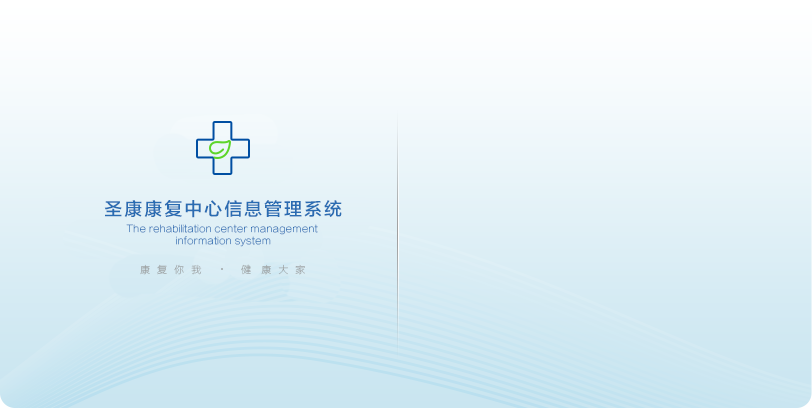 圣康康复中心信息管理系统
The rehabilitation center management
information system
康复你我 · 健康大家